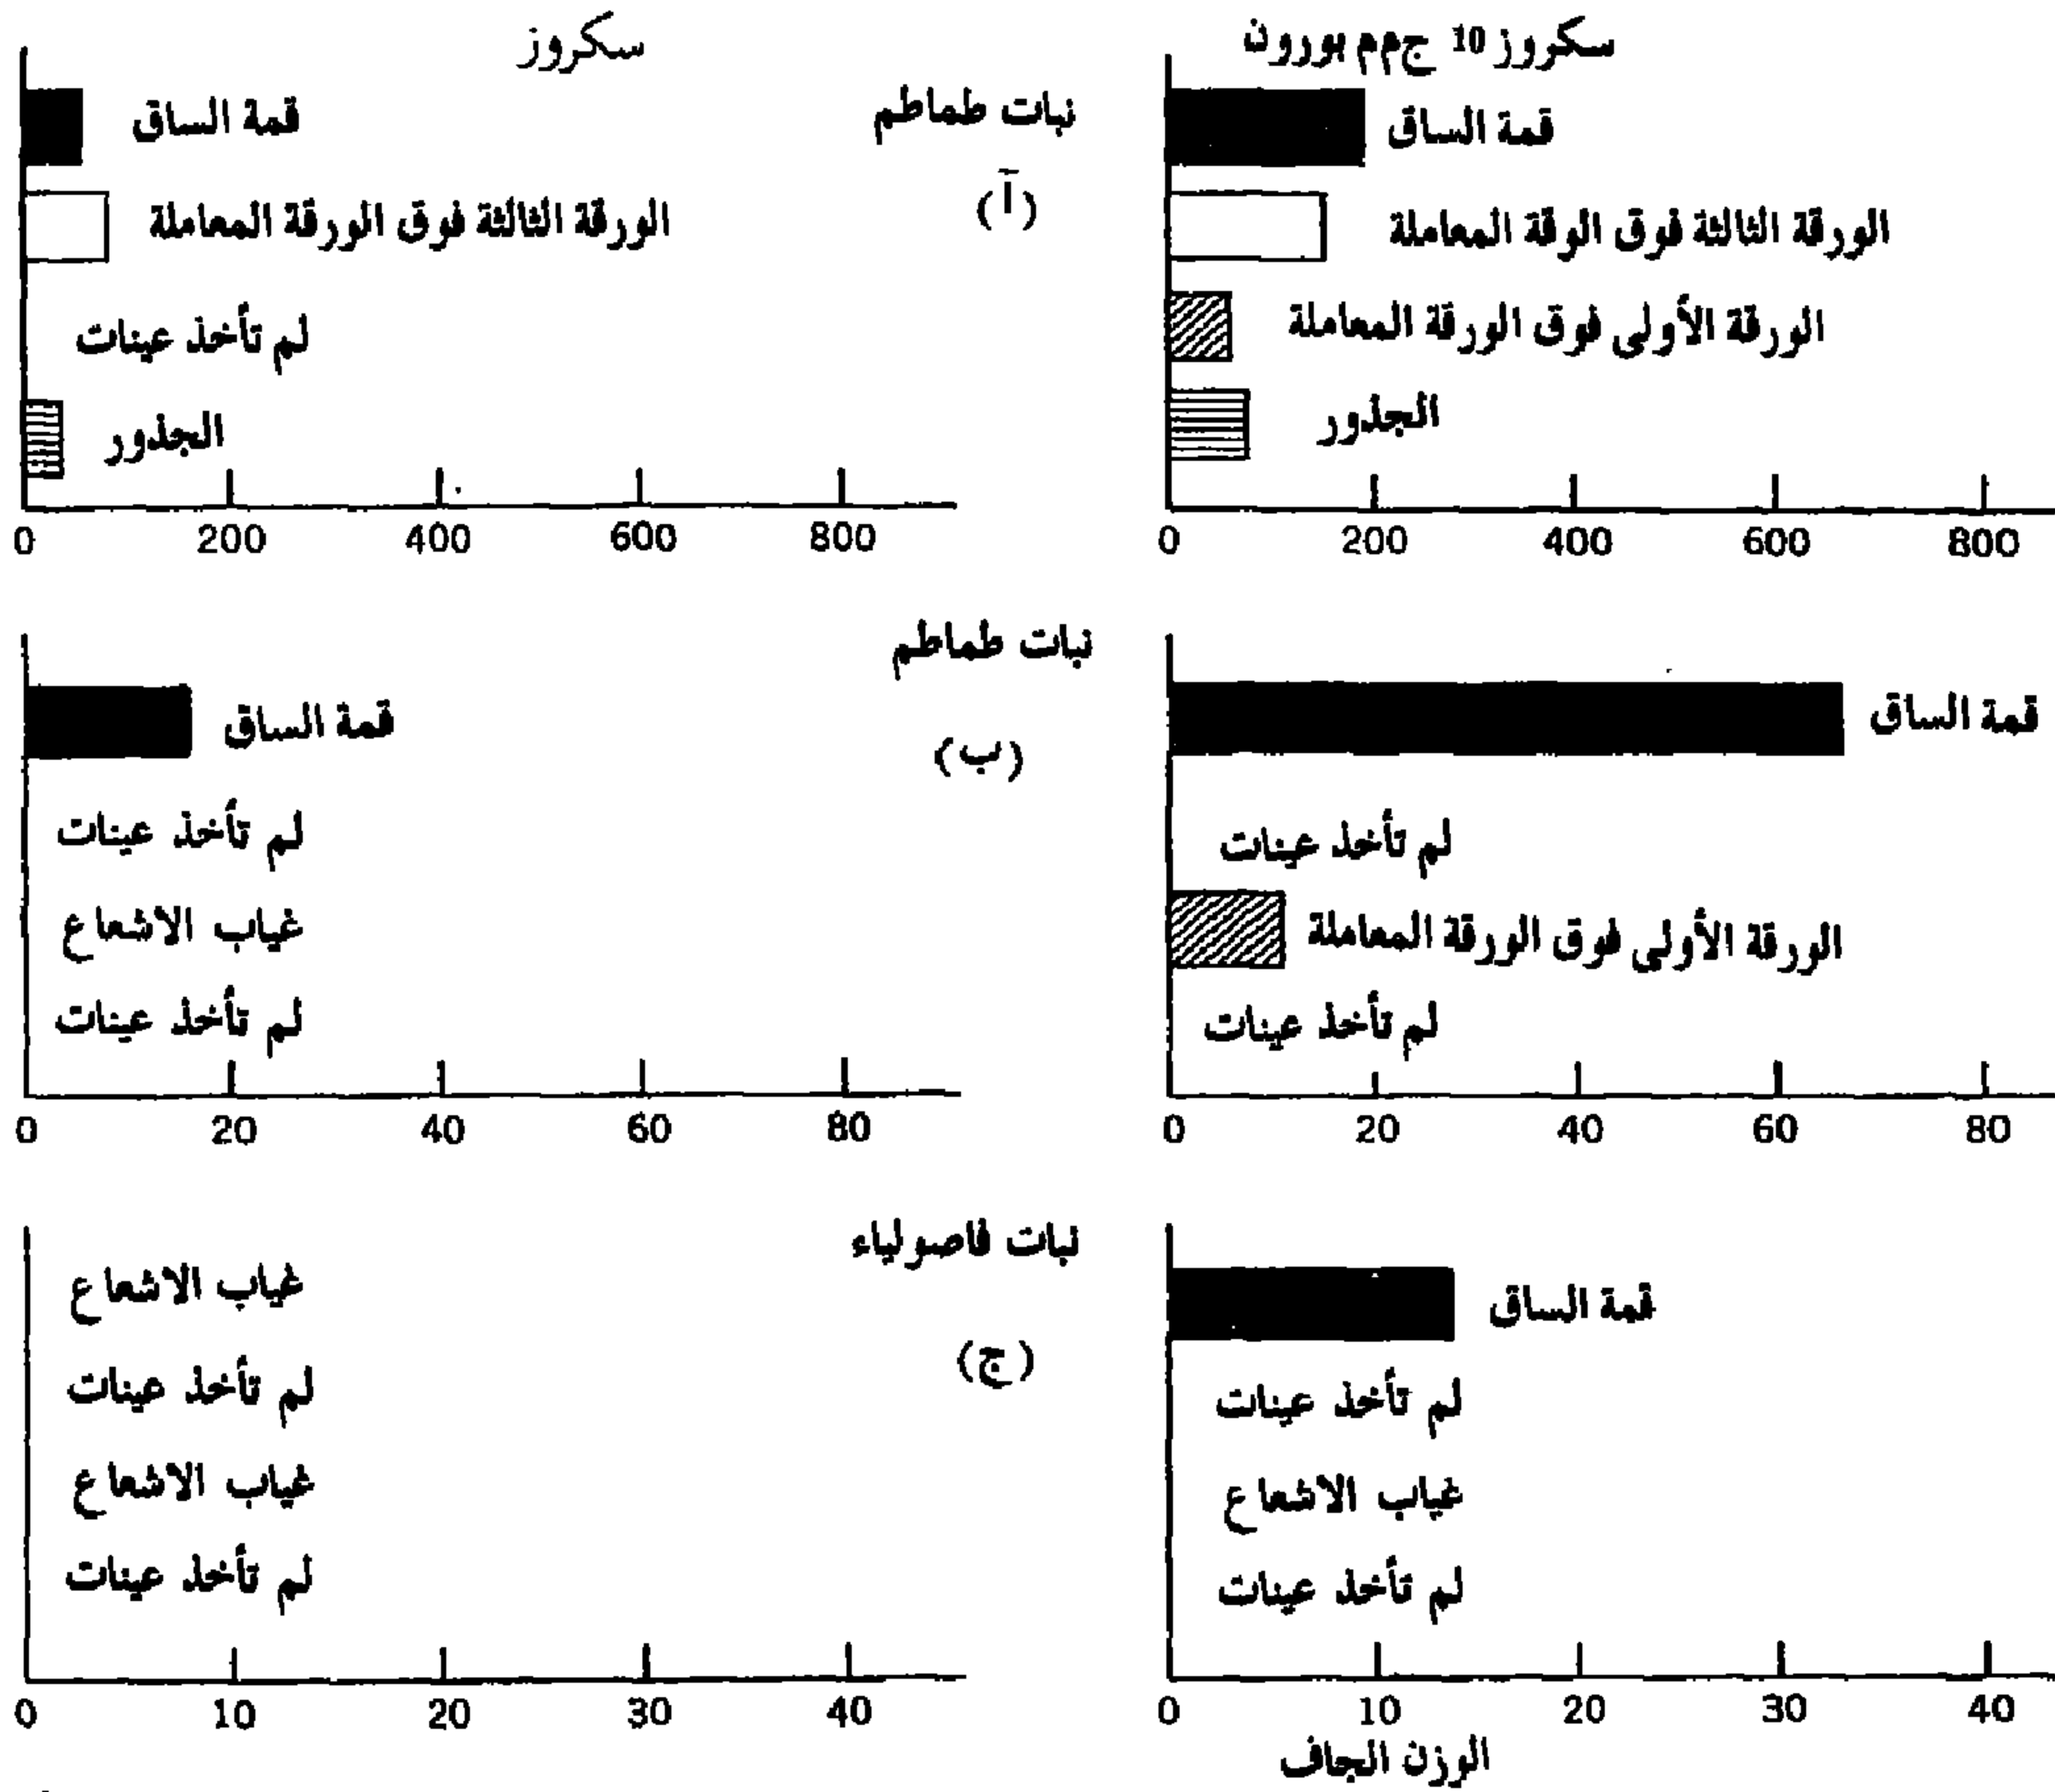 سكروز 10 ج م م بورون
قمة الساق
الورقة الثالثة فوق الوقة المعاملة
الورقة الأولى فوق الورقة المعاملة
الجذور
0 200 400 600 800
سكروز
نبات طماطم
(آ)
قمة الساق
الورقة الثالثة فوق الورقة المعاملة
لم تأخذ عينات
الجذور
0 200 400 600 800
قمة الساق
لم تأخذ عينات
الورقة الأولى فوق الورقة المعاملة
لم تأخذ عينات
0 20 40 60 80
نبات طماطم
(ب)
قمة الساق
لم تأخذ عينات
غياب الاشعاع
لم تأخذ عينات
0 20 40 60 80
قمة الساق
لم تأخذ عينات
غياب الاشعاع
لم تأخذ عينات
0 10 20 30 40
الوزن الجاف
نبات فاصولياء
(ج)
غياب الاشعاع
لم تأخذ عينات
غياب الاشعاع
لم تأخذ عينات
0 10 20 30 40